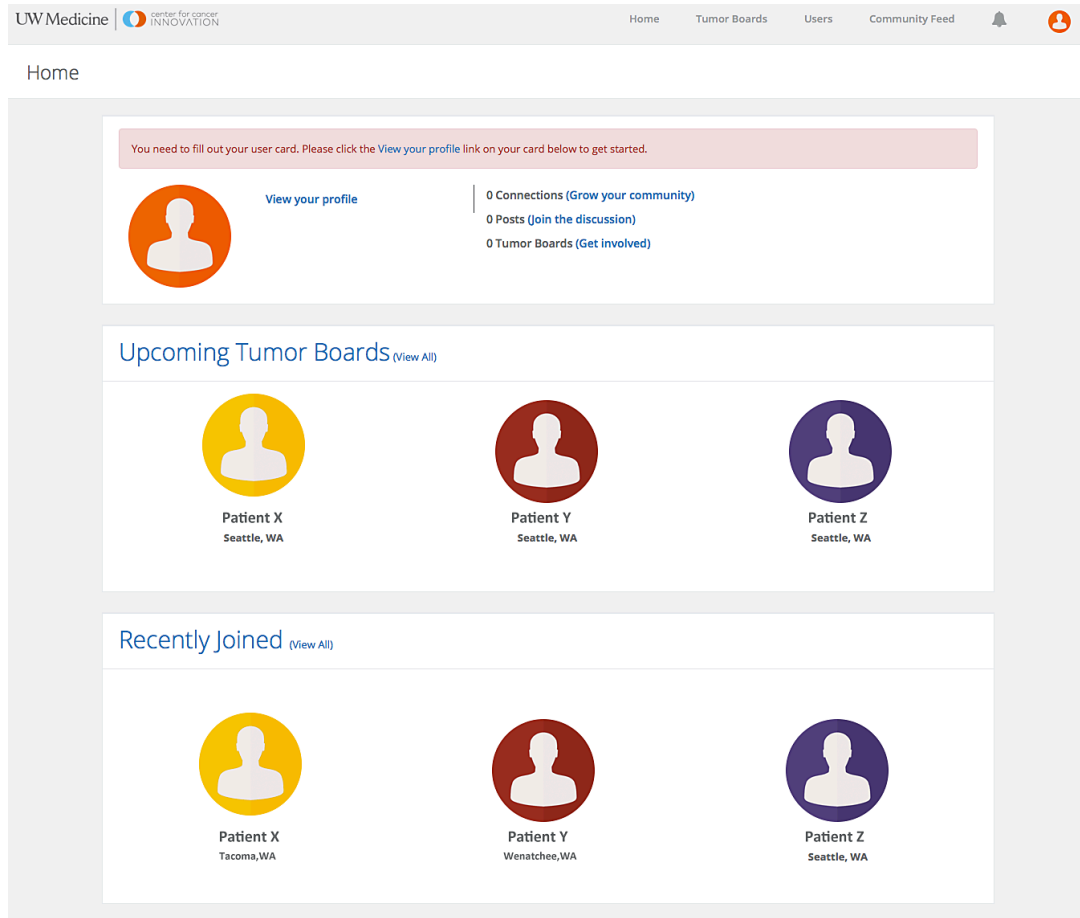 UW Medicine center for cancer INNOVATION Home Tumor Boards Users Community Feed
Home
You need to fill out your user card. Please click the View your profile link on your card below to get started.
View your profile
0 Connections (Grow your community)
0 Posts (Join the discussion)
0 Tumor Boards (Get involved)
Upcoming Tumor Boards (View All)
Patient X Patient Y Patient Z
Seattle, WA Seattle, WA Seattle, WA
Recently Joined (View All)
Patient X Patient Y Patient Z
Tacoma,WA Wenatchee,WA Seattle, WA